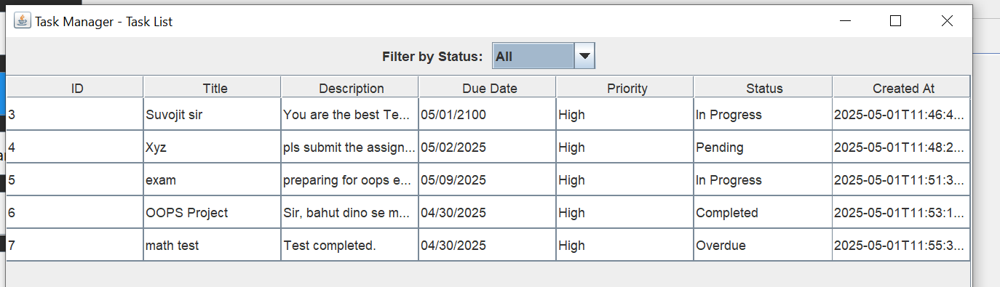 Task Manager - Task List
Filter by Status: All
ID Title Description Due Date Priority Status Created At
3 Suvojit sir You are the best Te... 05/01/2100 High In Progress 2025-05-01T11:46:4...
4 Xyz pls submit the assign... 05/02/2025 High Pending 2025-05-01T11:48:2...
5 exam preparing for oops e... 05/09/2025 High In Progress 2025-05-01T11:51:3...
6 OOPS Project Sir, bahut dino se m... 04/30/2025 High Completed 2025-05-01T11:53:1...
7 math test Test completed. 04/30/2025 High Overdue 2025-05-01T11:55:3...